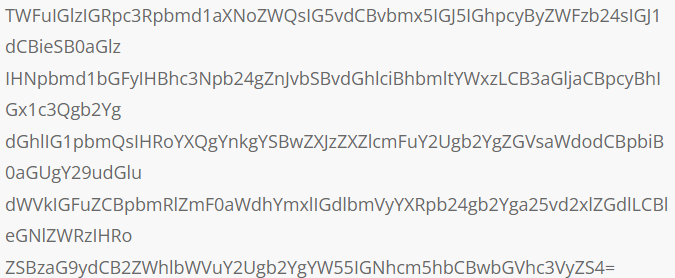 TWFuIGlzIGRpc3Rpbmd1aXNoZWQsIG5vdCBvbmx5IGJ5IGhpcyByZWFzb24sIGJ1
dCBieSB0aGlz
IHNpbmd1bGFyIHBhc3Npb24gZnJvbSBvdGhlciBhbmltYWxzLCB3aGljaCBpcyBhI
Gx1c3Qgb2Yg
dGhlIG1pbmQsIHRoYXQgYnkgYSBwZXJzZXZlcmFuY2Ugb2YgZGVsaWdodCBpbiB
0aGUgY29udGlu
dWVkIGFuZCBpbmRlZmF0aWdhYmxlIGdlbmVyYXRpb24gb2Yga25vd2xlZGdlLCBl
eGNlZWRzIHRo
ZSBzaG9ydCB2ZWhlbWVuY2Ugb2YgYW55IGNhcm5hbCBwbGVhc3VyZS4=